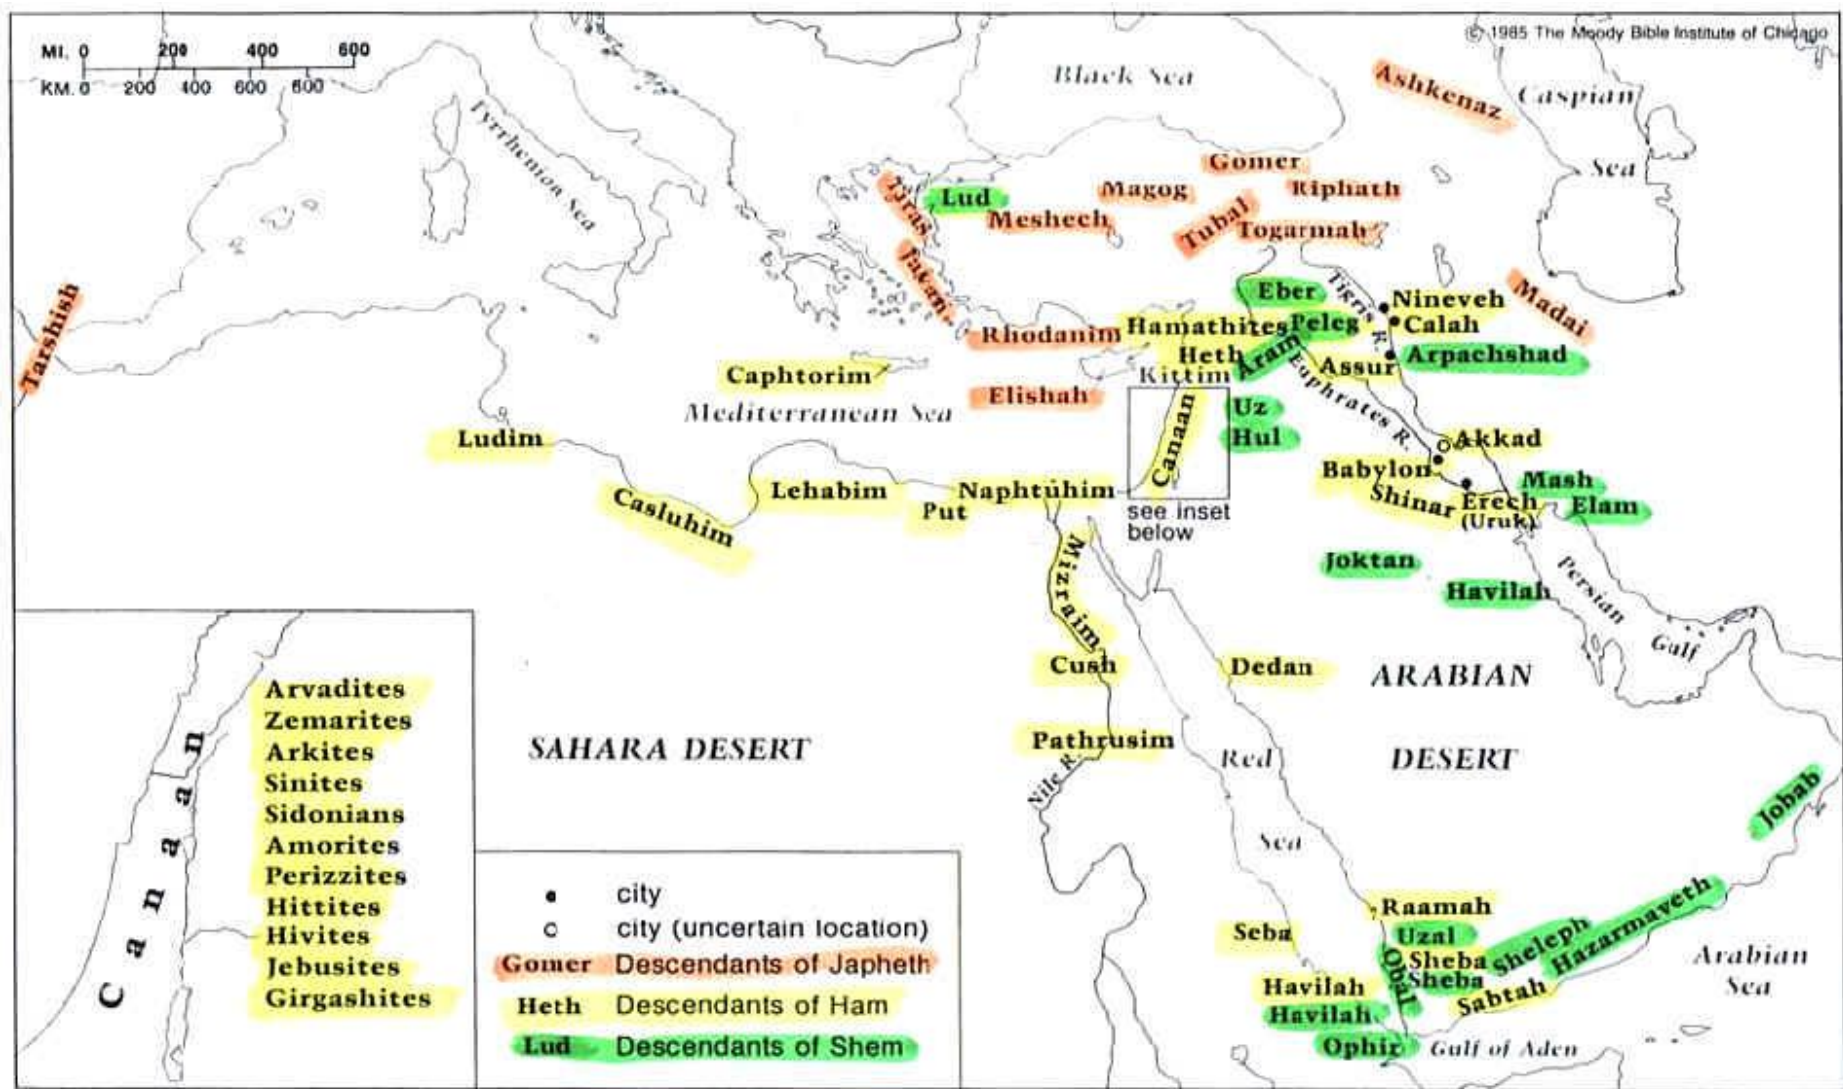 © 1985 The Moody Bible Institute of Chicago
MI. 0 200 400 600
KM. 0 200 400 600 600
Black Sea
Ashkenaz
Caspian
Sea
Tyrrhenion Sea
Gomer
Tiras
Lud
Magog
Riphath
Meshech
Tubal
Togarmah
Javan
Tarshish
Eber
Tigris R.
Nineveh
Madai
Rhodanim
Hamathites
Peleg
Calah
Heth
Aram
Arpachshad
Caphtorim
Kittim
Assur
Elishah
Euphrates R.
Mediterranean Sea
Uz
Canaan
Hul
Ludim
Akkad
Babylon
Lehabim
Naphtuhim
Shinar
Mash
Casluhim
Put
see inset
below
Erech
(Uruk)
Elam
Mizraim
Joktan
Havilah
Persian
Gulf
Cush
Dedan
ARABIAN
DESERT
Pathrusim
SAHARA DESERT
Nile R.
Red
Sea
Jobab
Raamah
Seba
Uzal
Sheleph
Hazarmaveth
Obal
Sheba
Sheba
Arabian
Sea
Havilah
Sabtah
Havilah
Ophir
Gulf of Aden
Canaan
Arvadites
Zemarites
Arkites
Sinites
Sidonians
Amorites
Perizzites
Hittites
Hivites
Jebusites
Girgashites
city
city (uncertain location)
Gomer Descendants of Japheth
Heth Descendants of Ham
Lud Descendants of Shem